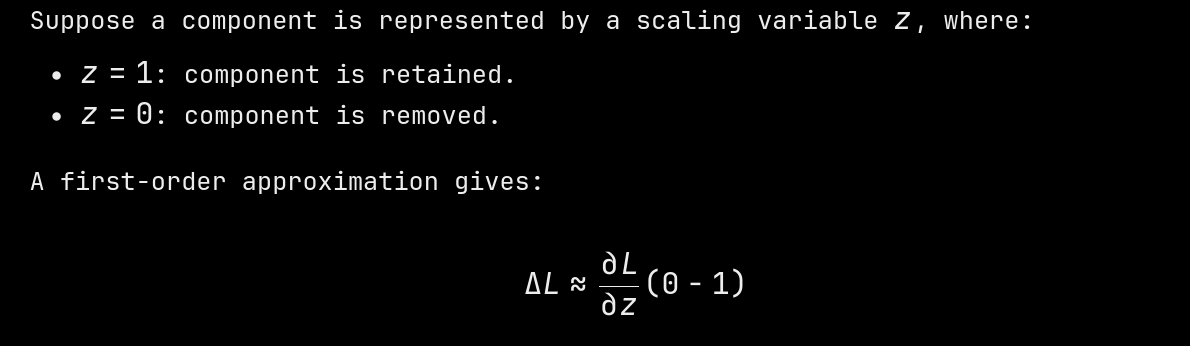 Suppose a component is represented by a scaling variable z, where:
• z = 1: component is retained.
• z = 0: component is removed.
A first-order approximation gives:
ΔL ≈ ∂L/∂z (0 - 1)